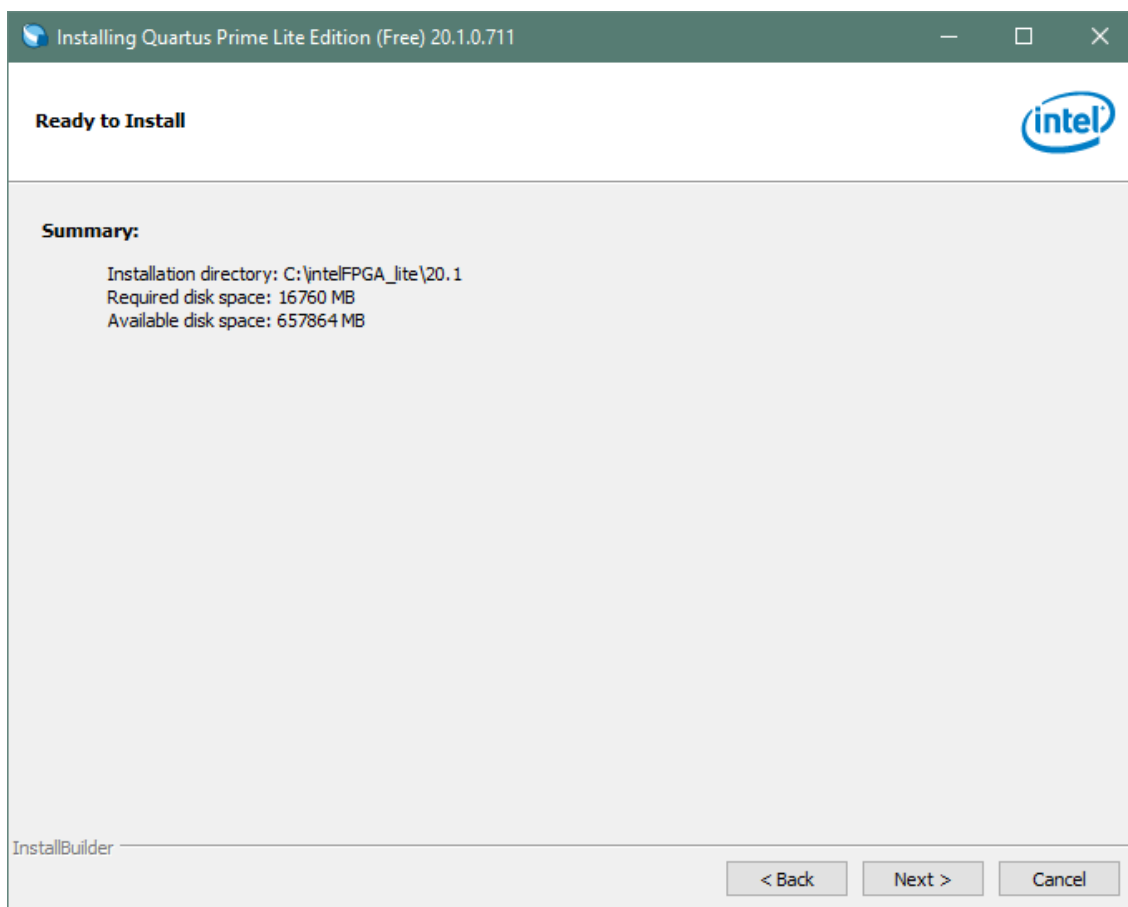 Installing Quartus Prime Lite Edition (Free) 20.1.0.711
Ready to Install
intel
Summary:
Installation directory: C:\intelFPGA_lite\20.1
Required disk space: 16760 MB
Available disk space: 657864 MB
InstallBuilder
< Back Next > Cancel